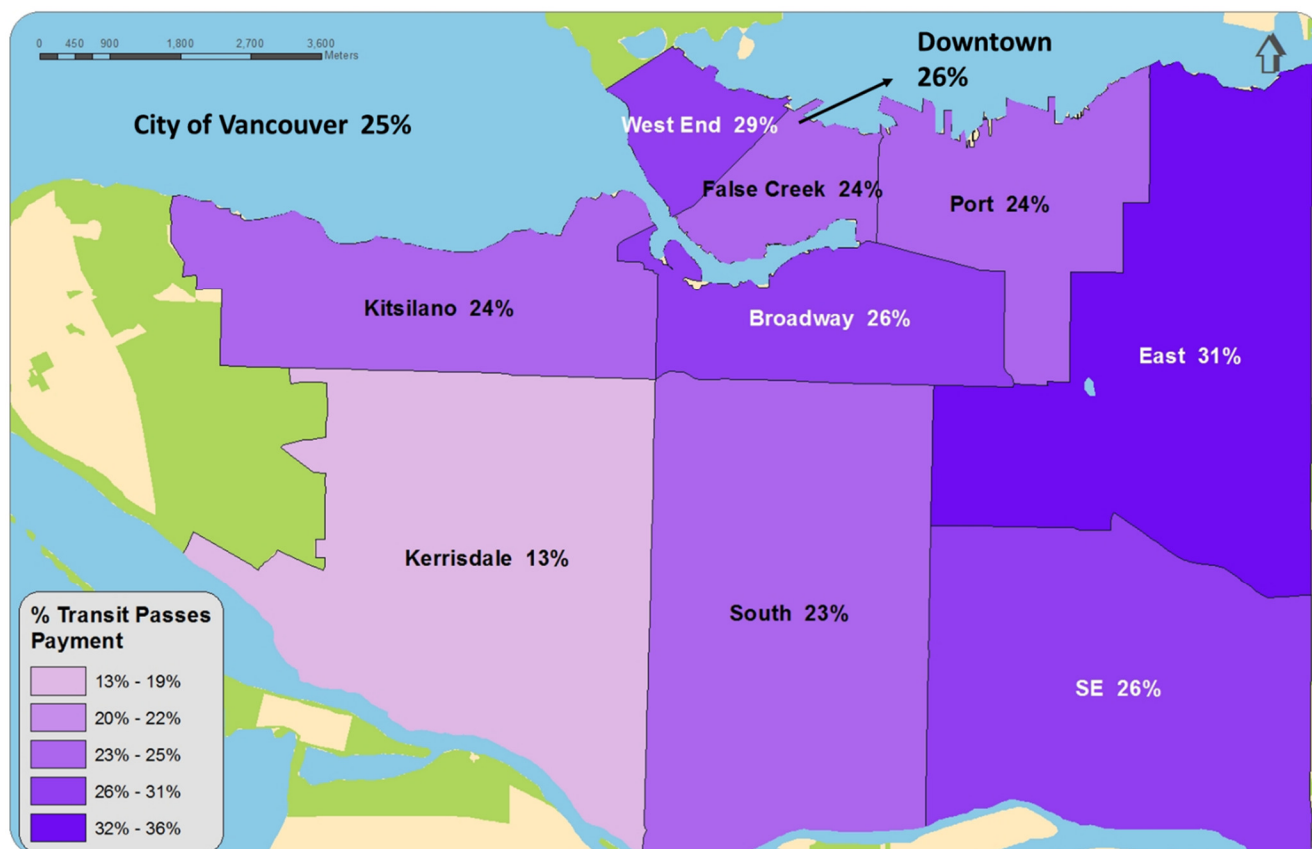 0 450 900 1,800 2,700 3,600
Meters
Downtown
26%
City of Vancouver 25%
West End 29%
False Creek 24%
Port 24%
Kitsilano 24%
Broadway 26%
East 31%
Kerrisdale 13%
South 23%
SE 26%
% Transit Passes
Payment
13% - 19%
20% - 22%
23% - 25%
26% - 31%
32% - 36%